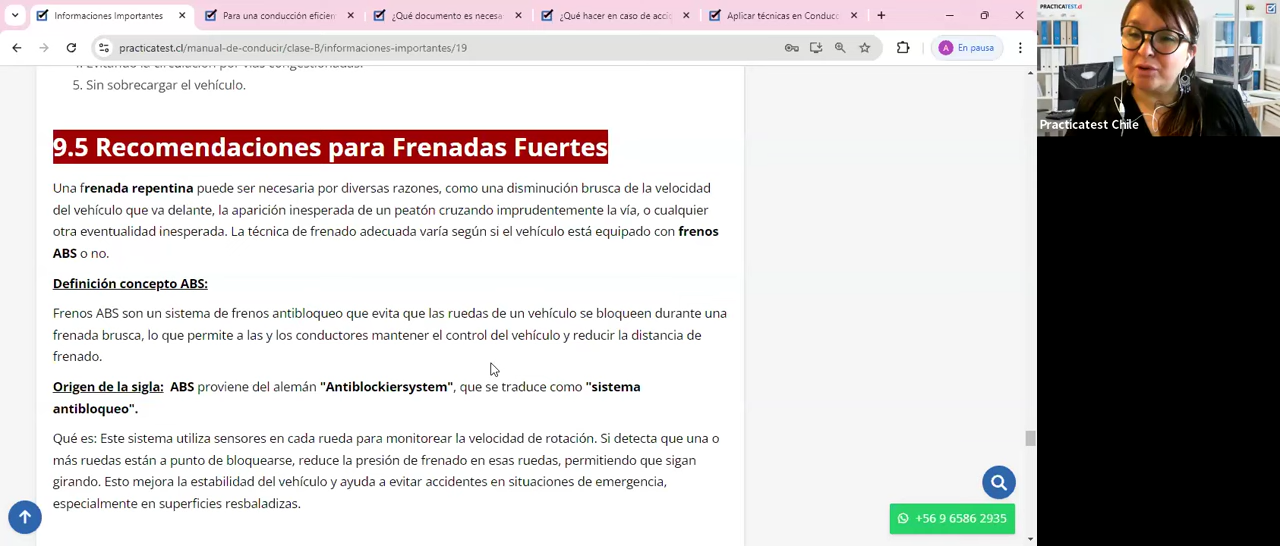 Informaciones Importantes
Para una conducción eficien
¿Qué documento es necesa
¿Qué hacer en caso de accid
Aplicar técnicas en Conducc
practicatest.cl/manual-de-conducir/clase-B/informaciones-importantes/19
A En pausa
PRACTICATEST.cl
Practicatest Chile
5. Sin sobrecargar el vehículo.
9.5 Recomendaciones para Frenadas Fuertes
Una frenada repentina puede ser necesaria por diversas razones, como una disminución brusca de la velocidad
del vehículo que va delante, la aparición inesperada de un peatón cruzando imprudentemente la vía, o cualquier
otra eventualidad inesperada. La técnica de frenado adecuada varía según si el vehículo está equipado con frenos
ABS o no.
Definición concepto ABS:
Frenos ABS son un sistema de frenos antibloqueo que evita que las ruedas de un vehículo se bloqueen durante una
frenada brusca, lo que permite a las y los conductores mantener el control del vehículo y reducir la distancia de
frenado.
Origen de la sigla: ABS proviene del alemán "Antiblockiersystem", que se traduce como "sistema
antibloqueo".
Qué es: Este sistema utiliza sensores en cada rueda para monitorear la velocidad de rotación. Si detecta que una o
más ruedas están a punto de bloquearse, reduce la presión de frenado en esas ruedas, permitiendo que sigan
girando. Esto mejora la estabilidad del vehículo y ayuda a evitar accidentes en situaciones de emergencia,
especialmente en superficies resbaladizas.
+56 9 6586 2935